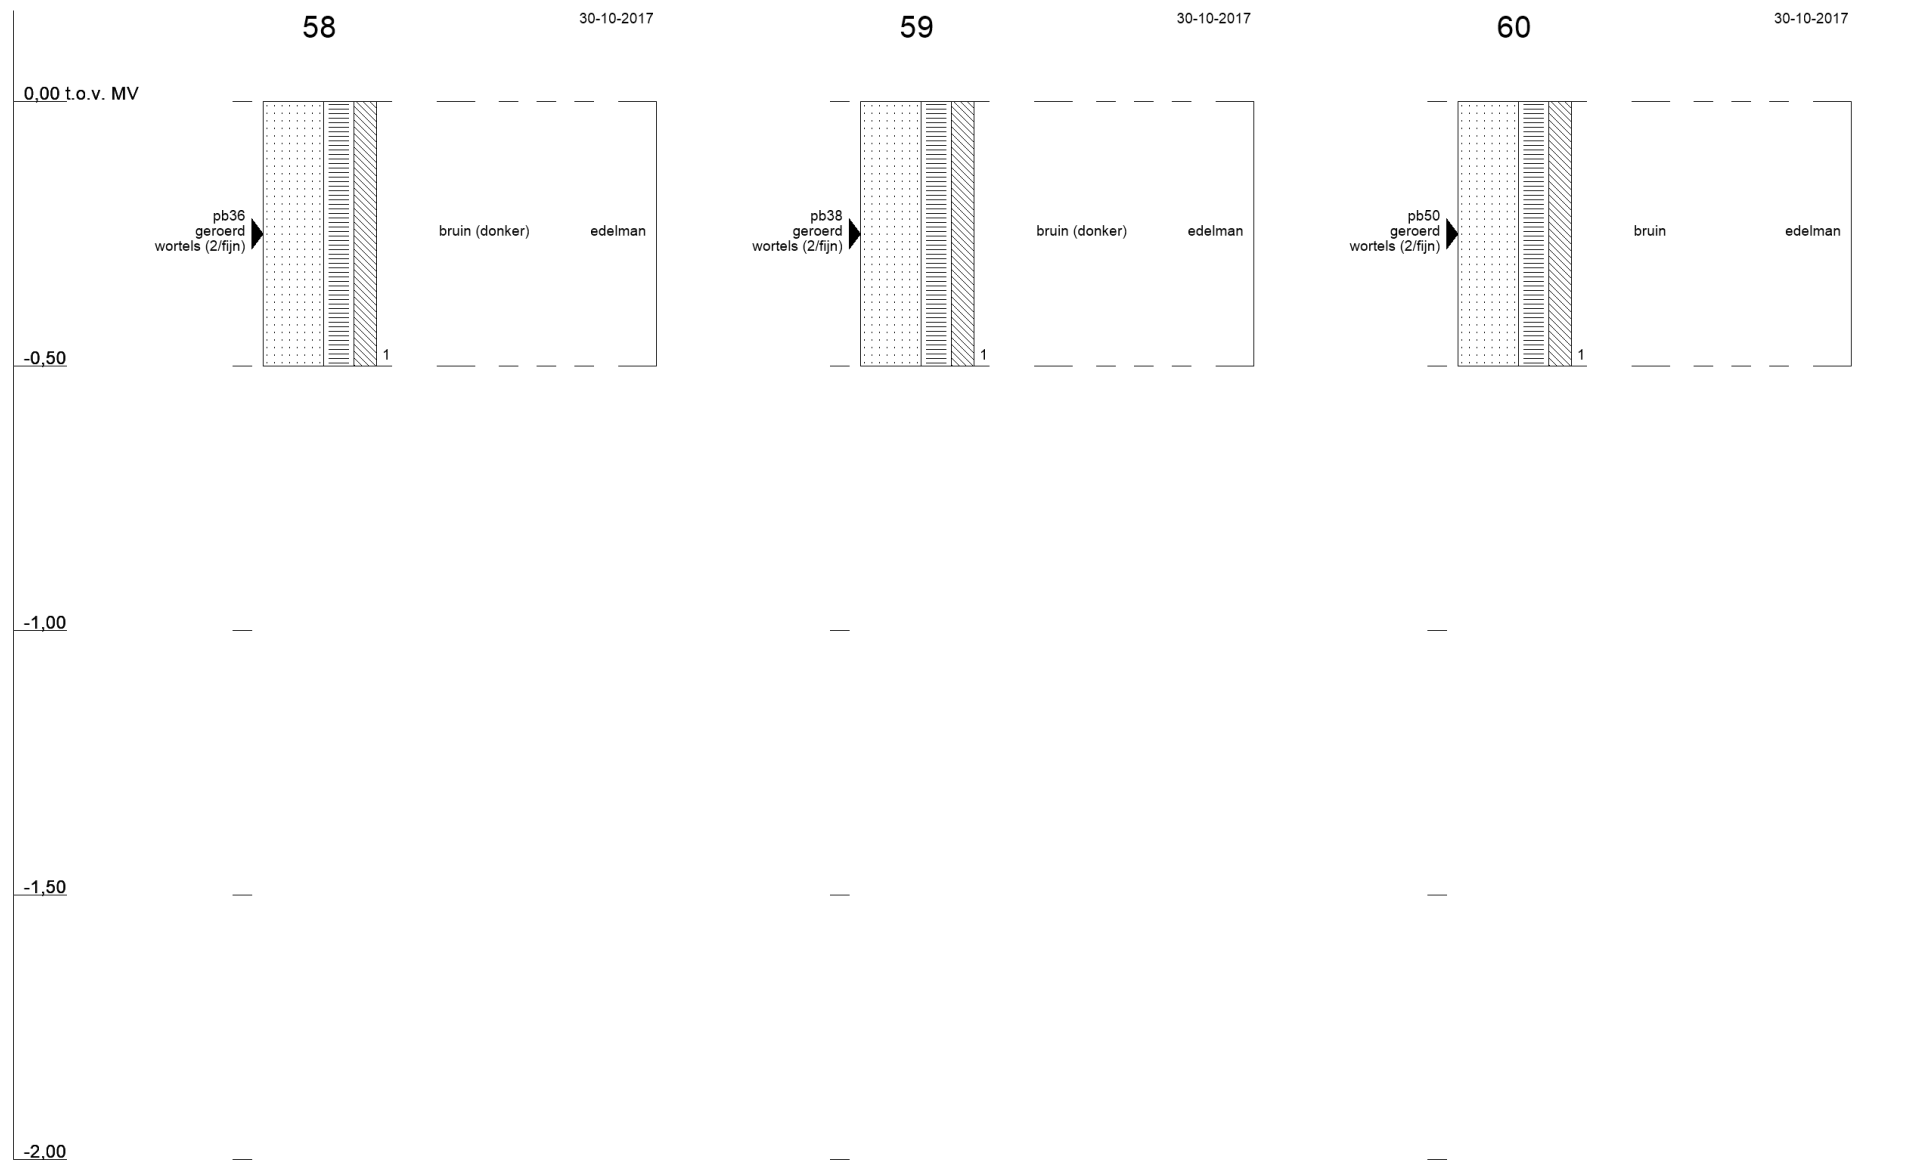 58
30-10-2017
59
30-10-2017
60
30-10-2017
0,00 t.o.v. MV
pb36
geroerd
wortels (2/fijn)
bruin (donker)
edelman
1
pb38
geroerd
wortels (2/fijn)
bruin (donker)
edelman
1
pb50
geroerd
wortels (2/fijn)
bruin
edelman
1
-0,50
-1,00
-1,50
-2,00